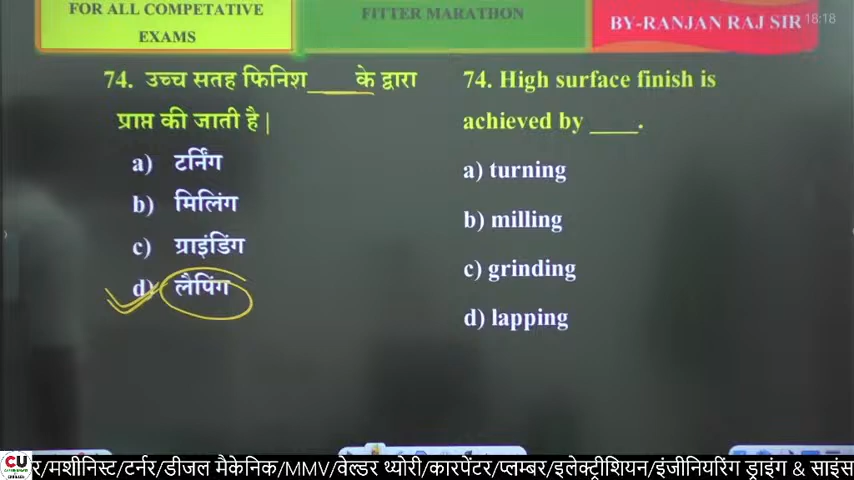 FOR ALL COMPETATIVE
EXAMS
FITTER MARATHON
BY-RANJAN RAJ SIR
18:18
74. उच्च सतह फिनिश____के द्वारा
प्राप्त की जाती है|
a) टर्निंग
b) मिलिंग
c) ग्राइंडिंग
d) लैपिंग
74. High surface finish is
achieved by ____.
a) turning
b) milling
c) grinding
d) lapping
CU
र/मशीनिस्ट/टर्नर/डीजल मैकेनिक/MMV/वेल्डर थ्योरी/कारपेंटर/प्लम्बर/इलेक्ट्रीशियन/इंजीनियरिंग ड्राइंग & साइंस